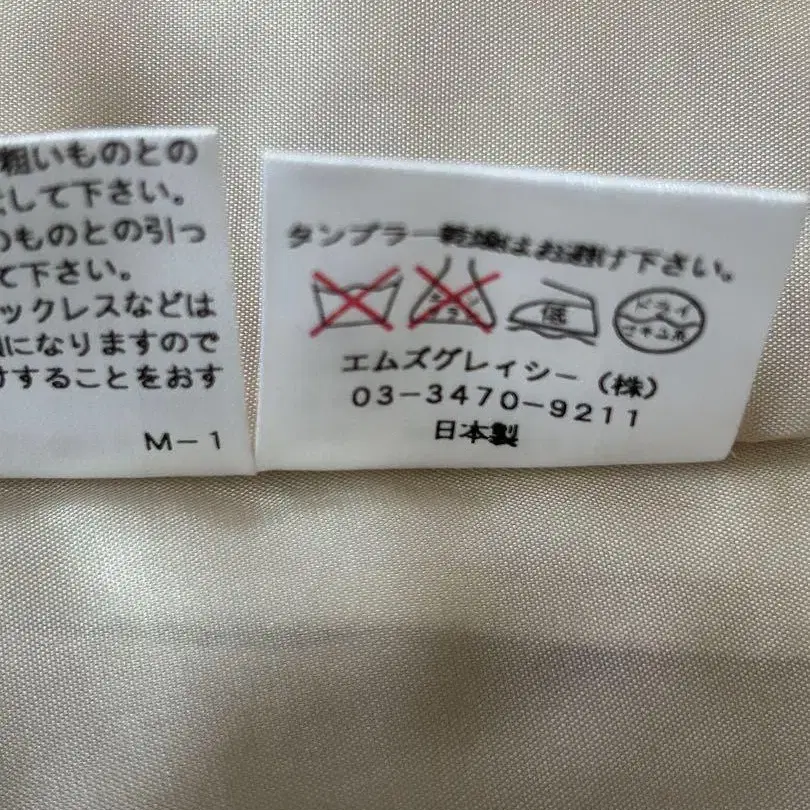 粗いものとの
して下さい。
のものとの引っ
て下さい。
ックレスなどは
になりますので
けすることをおす
M-1
タンブラー乾燥はお避け下さい。
低
ドライ
エムズグレイシー（株）
03-3470-9211
日本製